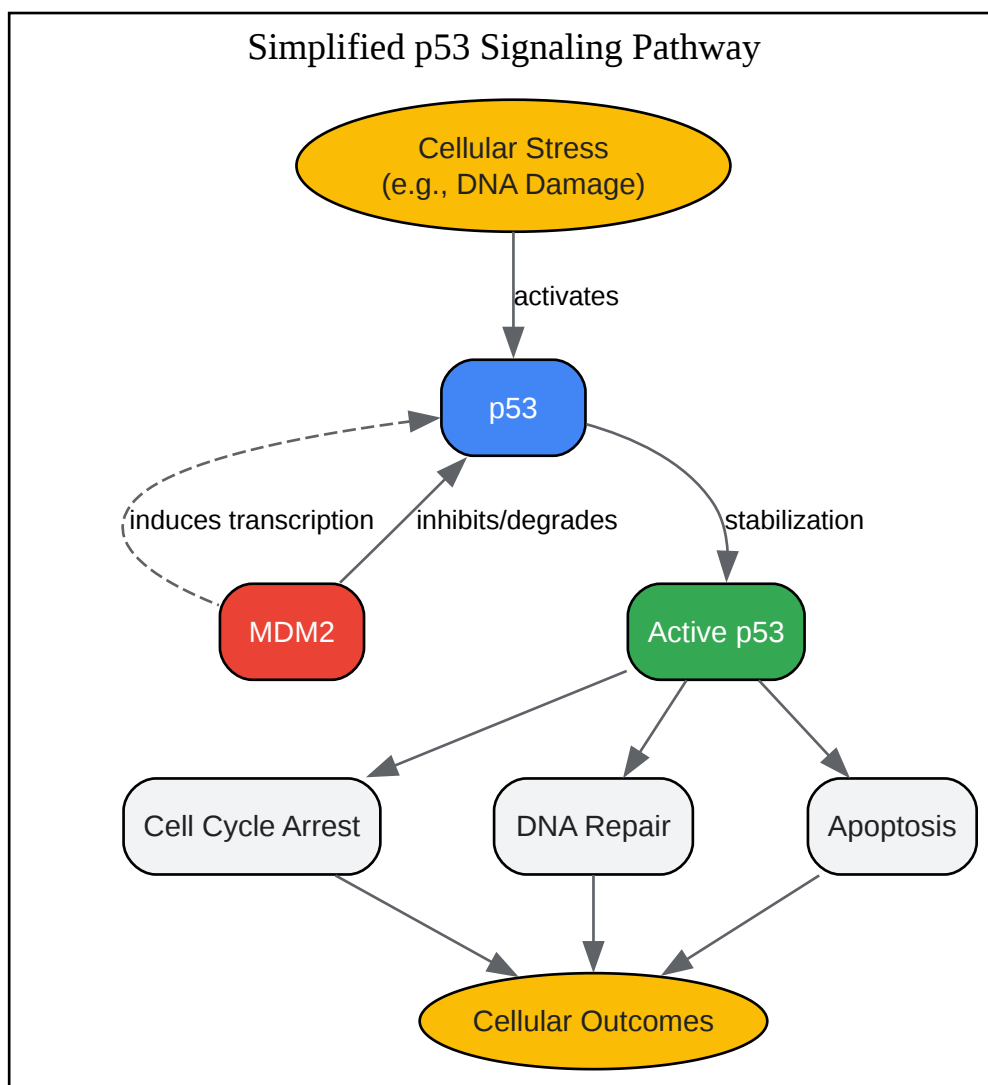 Simplified p53 Signaling Pathway
Cellular Stress
(e.g., DNA Damage)
activates
p53
induces transcription
inhibits/degrades
stabilization
MDM2
Active p53
Cell Cycle Arrest
DNA Repair
Apoptosis
Cellular Outcomes